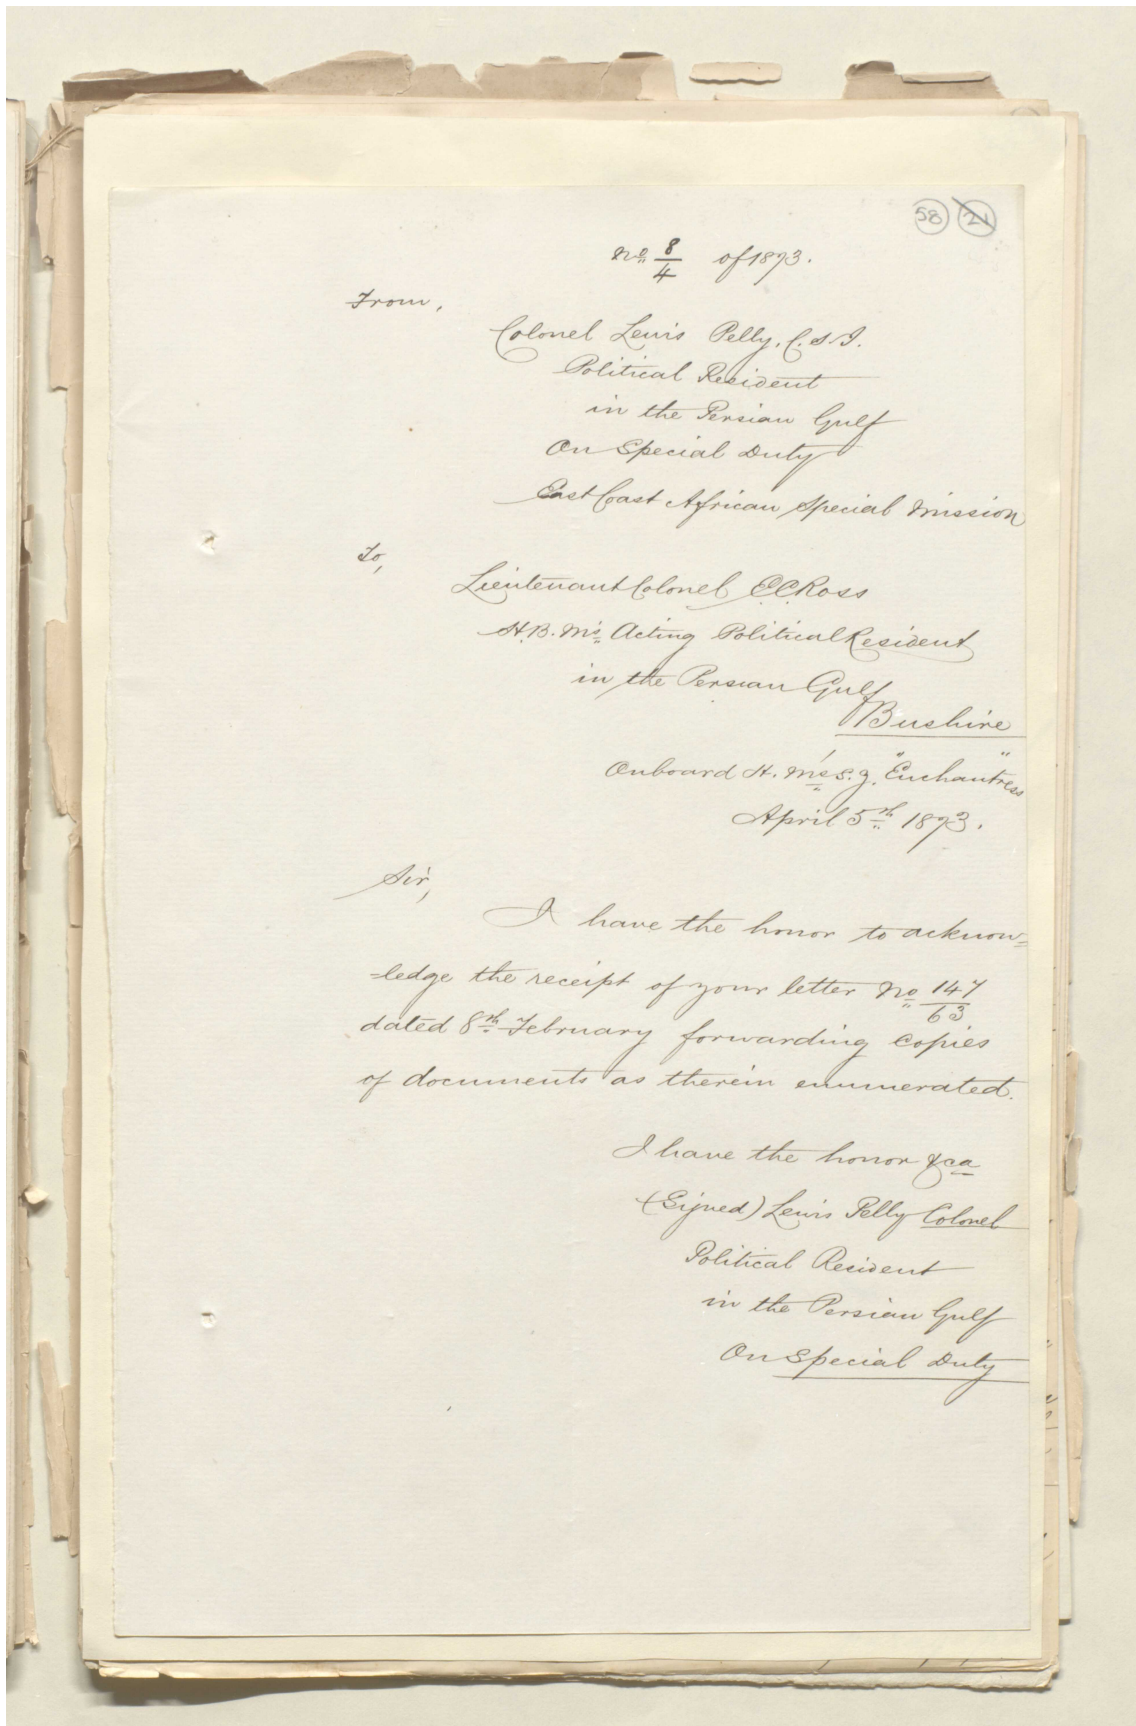 58 21
No 8/4 of 1873.
From,
Colonel Lewis Pelly, C.S.I.
Political Resident
in the Persian Gulf
On Special Duty
East Coast African Special Mission
To,
Lieutenant Colonel E.C. Ross
H.B.M's Acting Political Resident
in the Persian Gulf
Bushire
Onboard H. M's S. Y. "Enchantress"
April 5th 1873.
Sir,
I have the honor to acknow=
=ledge the receipt of your letter No 147/63
dated 8th February forwarding copies
of documents as therein enumerated.
I have the honor &ca
(Signed) Lewis Pelly Colonel
Political Resident
in the Persian Gulf
On Special Duty